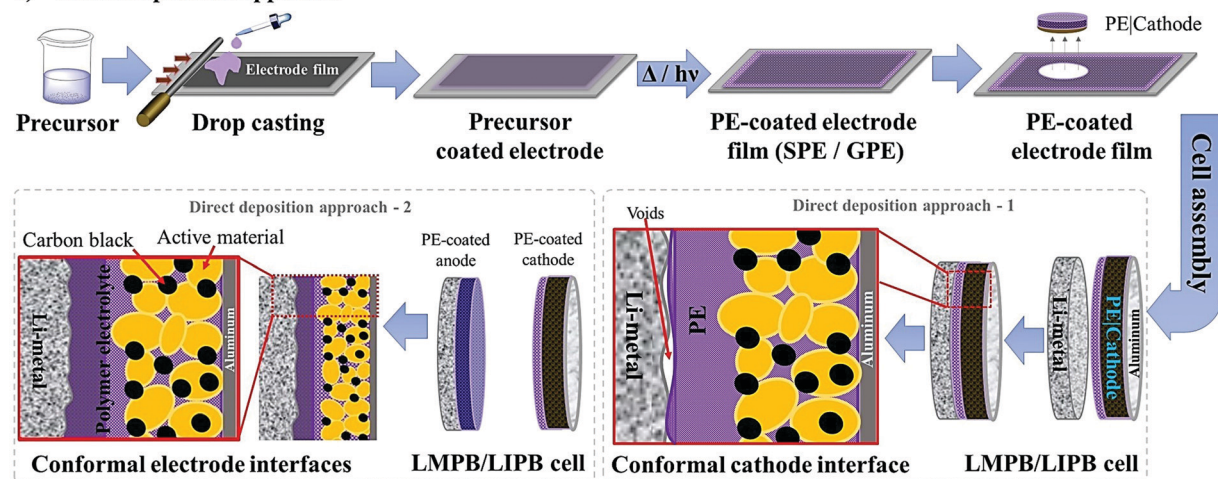 PE|Cathode
Electrode film
Δ / hν
Precursor
Drop casting
Precursor
coated electrode
PE-coated electrode
film (SPE / GPE)
PE-coated
electrode film
Cell assembly
Direct deposition approach - 2
Carbon black
Active material
PE-coated
anode
PE-coated
cathode
Li-metal
Polymer electrolyte
Aluminum
Conformal electrode interfaces
LMPB/LIPB cell
Direct deposition approach - 1
Voids
Li-metal
PE
Aluminum
Li-metal
PE|Cathode
Aluminum
Conformal cathode interface
LMPB/LIPB cell